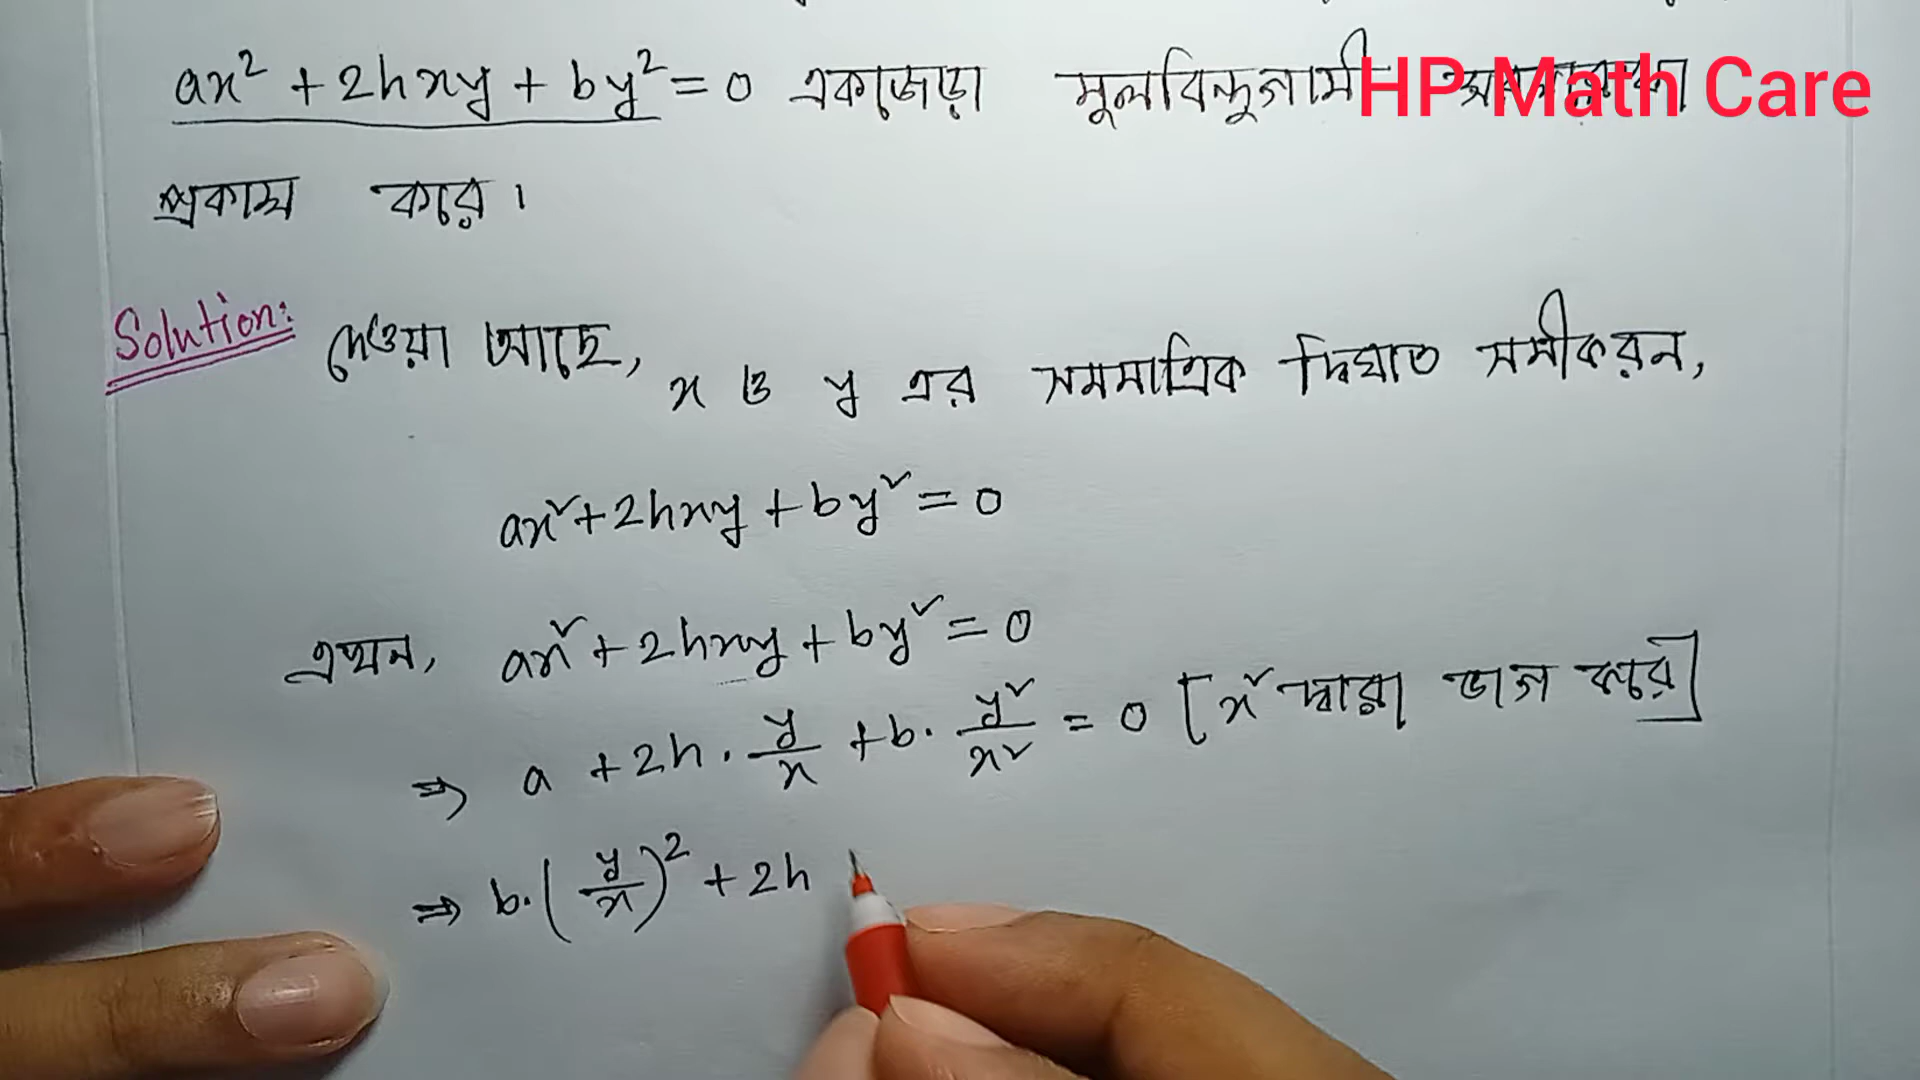 ax² + 2hxy + by² = 0 একজোড়া মূলবিন্দুগামী
HP Math Care
প্রকাশ করে।
Solution: দেওয়া আছে, x ও y এর সমমাত্রিক দ্বিঘাত সমীকরন,
ax² + 2hxy + by² = 0
এখন, ax² + 2hxy + by² = 0
⇒ a + 2h · y/x + b · y²/x² = 0 [x² দ্বারা ভাগ করে]
⇒ b·(y/x)² + 2h